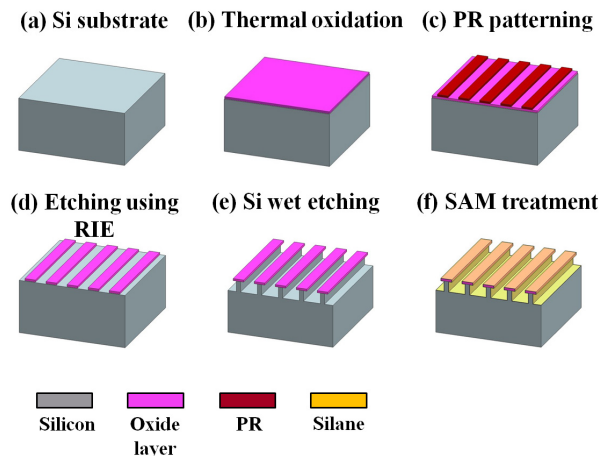 (a) Si substrate
(b) Thermal oxidation
(c) PR patterning
(d) Etching using
RIE
(e) Si wet etching
(f) SAM treatment
Silicon
Oxide
layer
PR
Silane